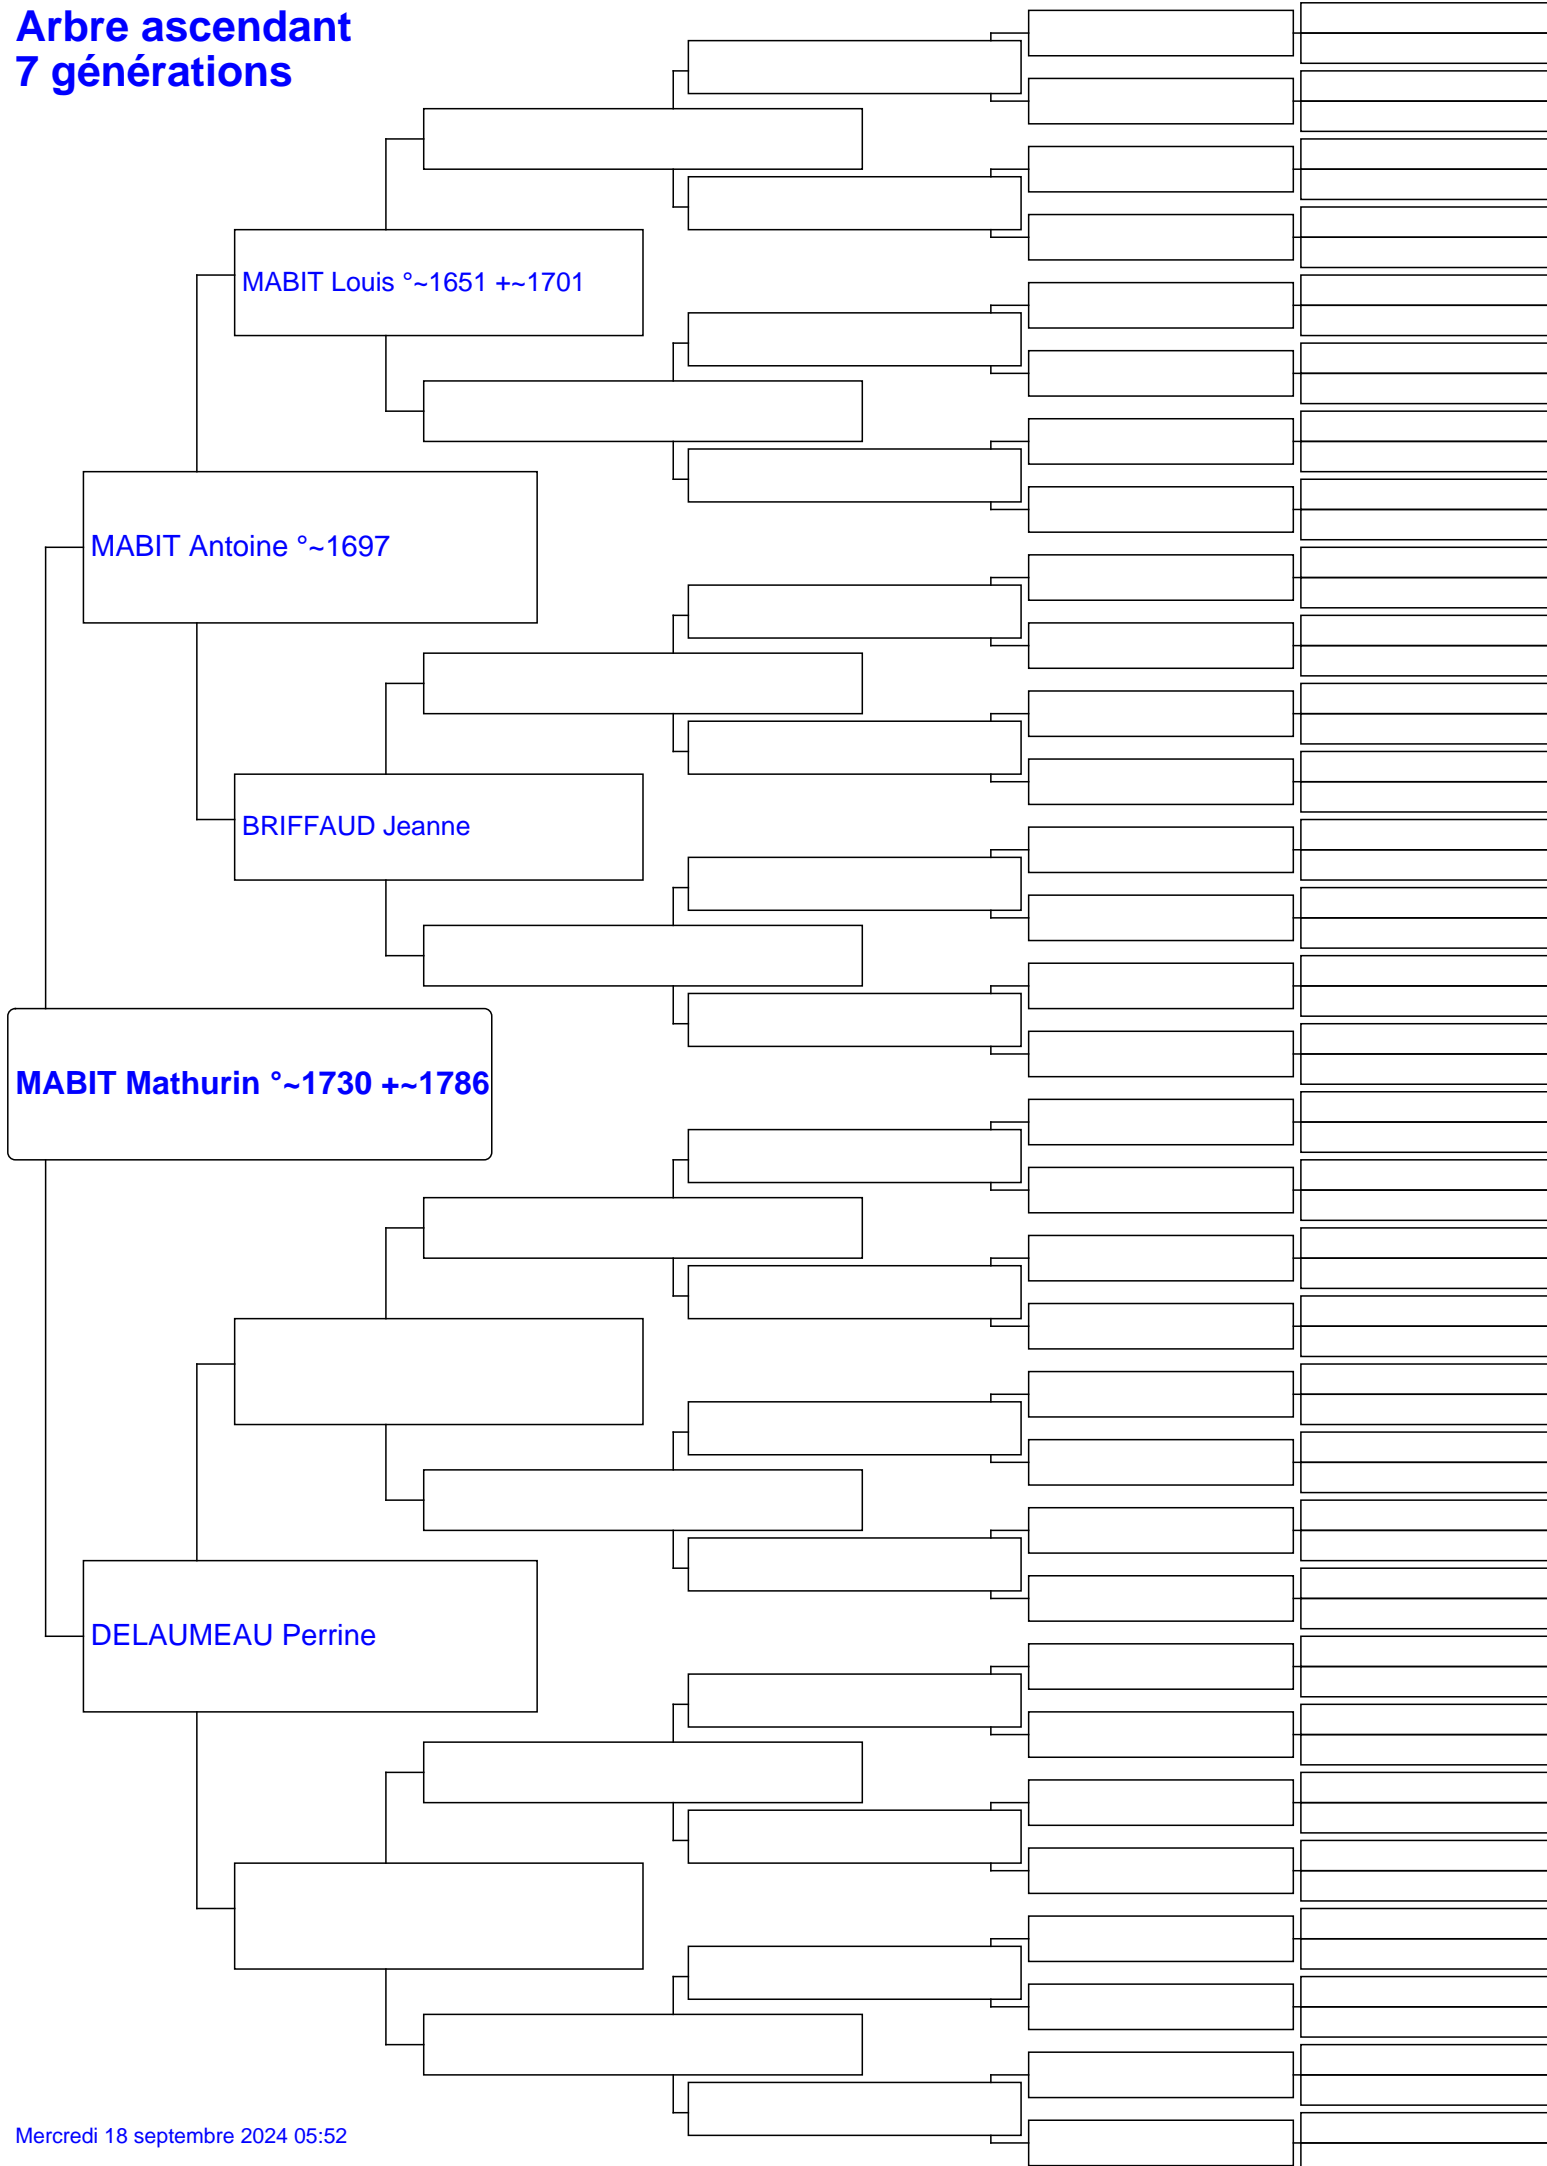 Arbre ascendant
7 générations
MABIT Louis °~1651 +~1701
MABIT Antoine °~1697
BRIFFAUD Jeanne
MABIT Mathurin °~1730 +~1786
DELAUMEAU Perrine
Mercredi 18 septembre 2024 05:52